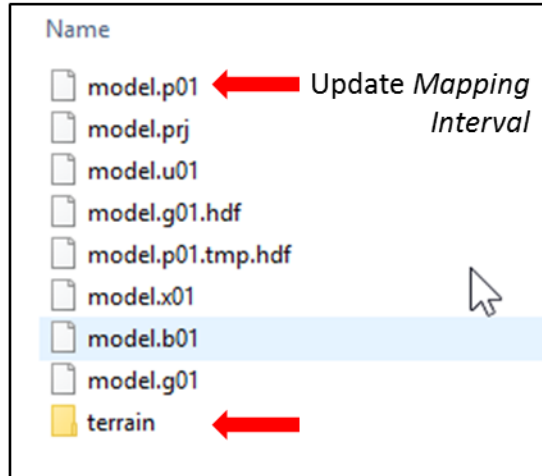 Name
model.p01
Update Mapping
Interval
model.prj
model.u01
model.g01.hdf
model.p01.tmp.hdf
model.x01
model.b01
model.g01
terrain